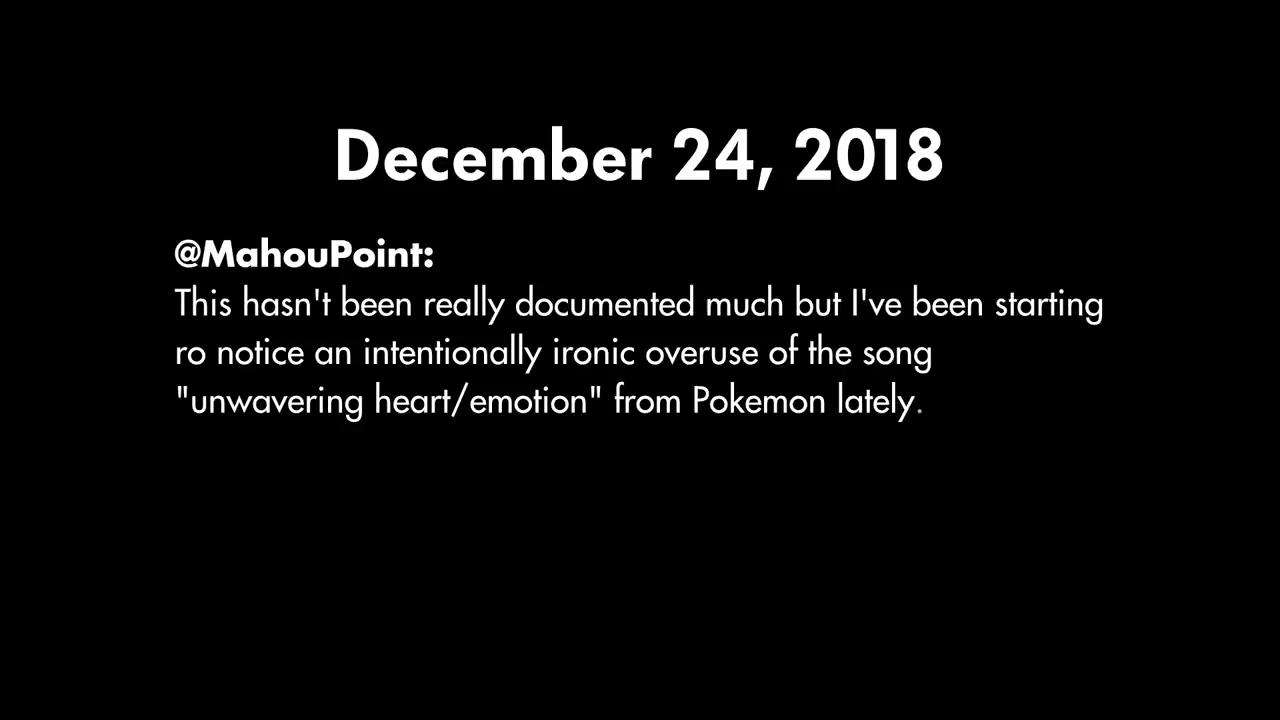 December 24, 2018
@MahouPoint:
This hasn't been really documented much but I've been starting
ro notice an intentionally ironic overuse of the song
"unwavering heart/emotion" from Pokemon lately.